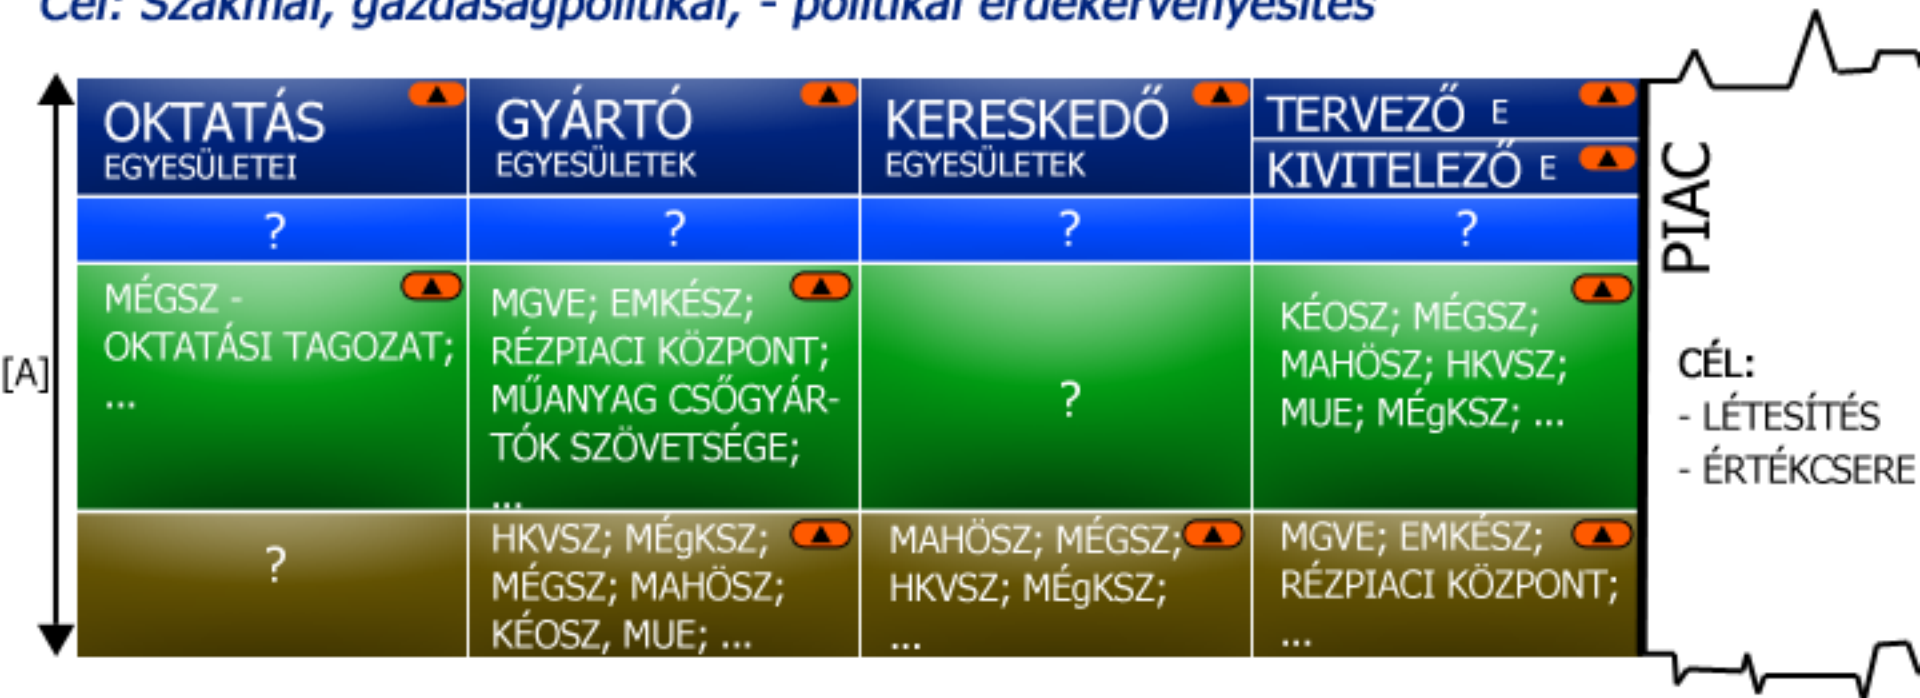 Cél: Szakmai, gazdaságpolitikai, - politikai érdekérvényesítés
OKTATÁS
EGYESÜLETEI
GYÁRTÓ
EGYESÜLETEK
KERESKEDŐ
EGYESÜLETEK
TERVEZŐ E
KIVITELEZŐ E
?
?
?
?
[A]
MÉGSZ -
OKTATÁSI TAGOZAT;
...
MGVE; EMKÉSZ;
RÉZPIACI KÖZPONT;
MŰANYAG CSŐGYÁR-
TÓK SZÖVETSÉGE;
...
?
KÉOSZ; MÉGSZ;
MAHÖSZ; HKVSZ;
MUE; MÉgKSZ; ...
?
HKVSZ; MÉgKSZ;
MÉGSZ; MAHÖSZ;
KÉOSZ, MUE; ...
MAHÖSZ; MÉGSZ;
HKVSZ; MÉgKSZ;
...
MGVE; EMKÉSZ;
RÉZPIACI KÖZPONT;
...
PIAC
CÉL:
- LÉTESÍTÉS
- ÉRTÉKCSERE